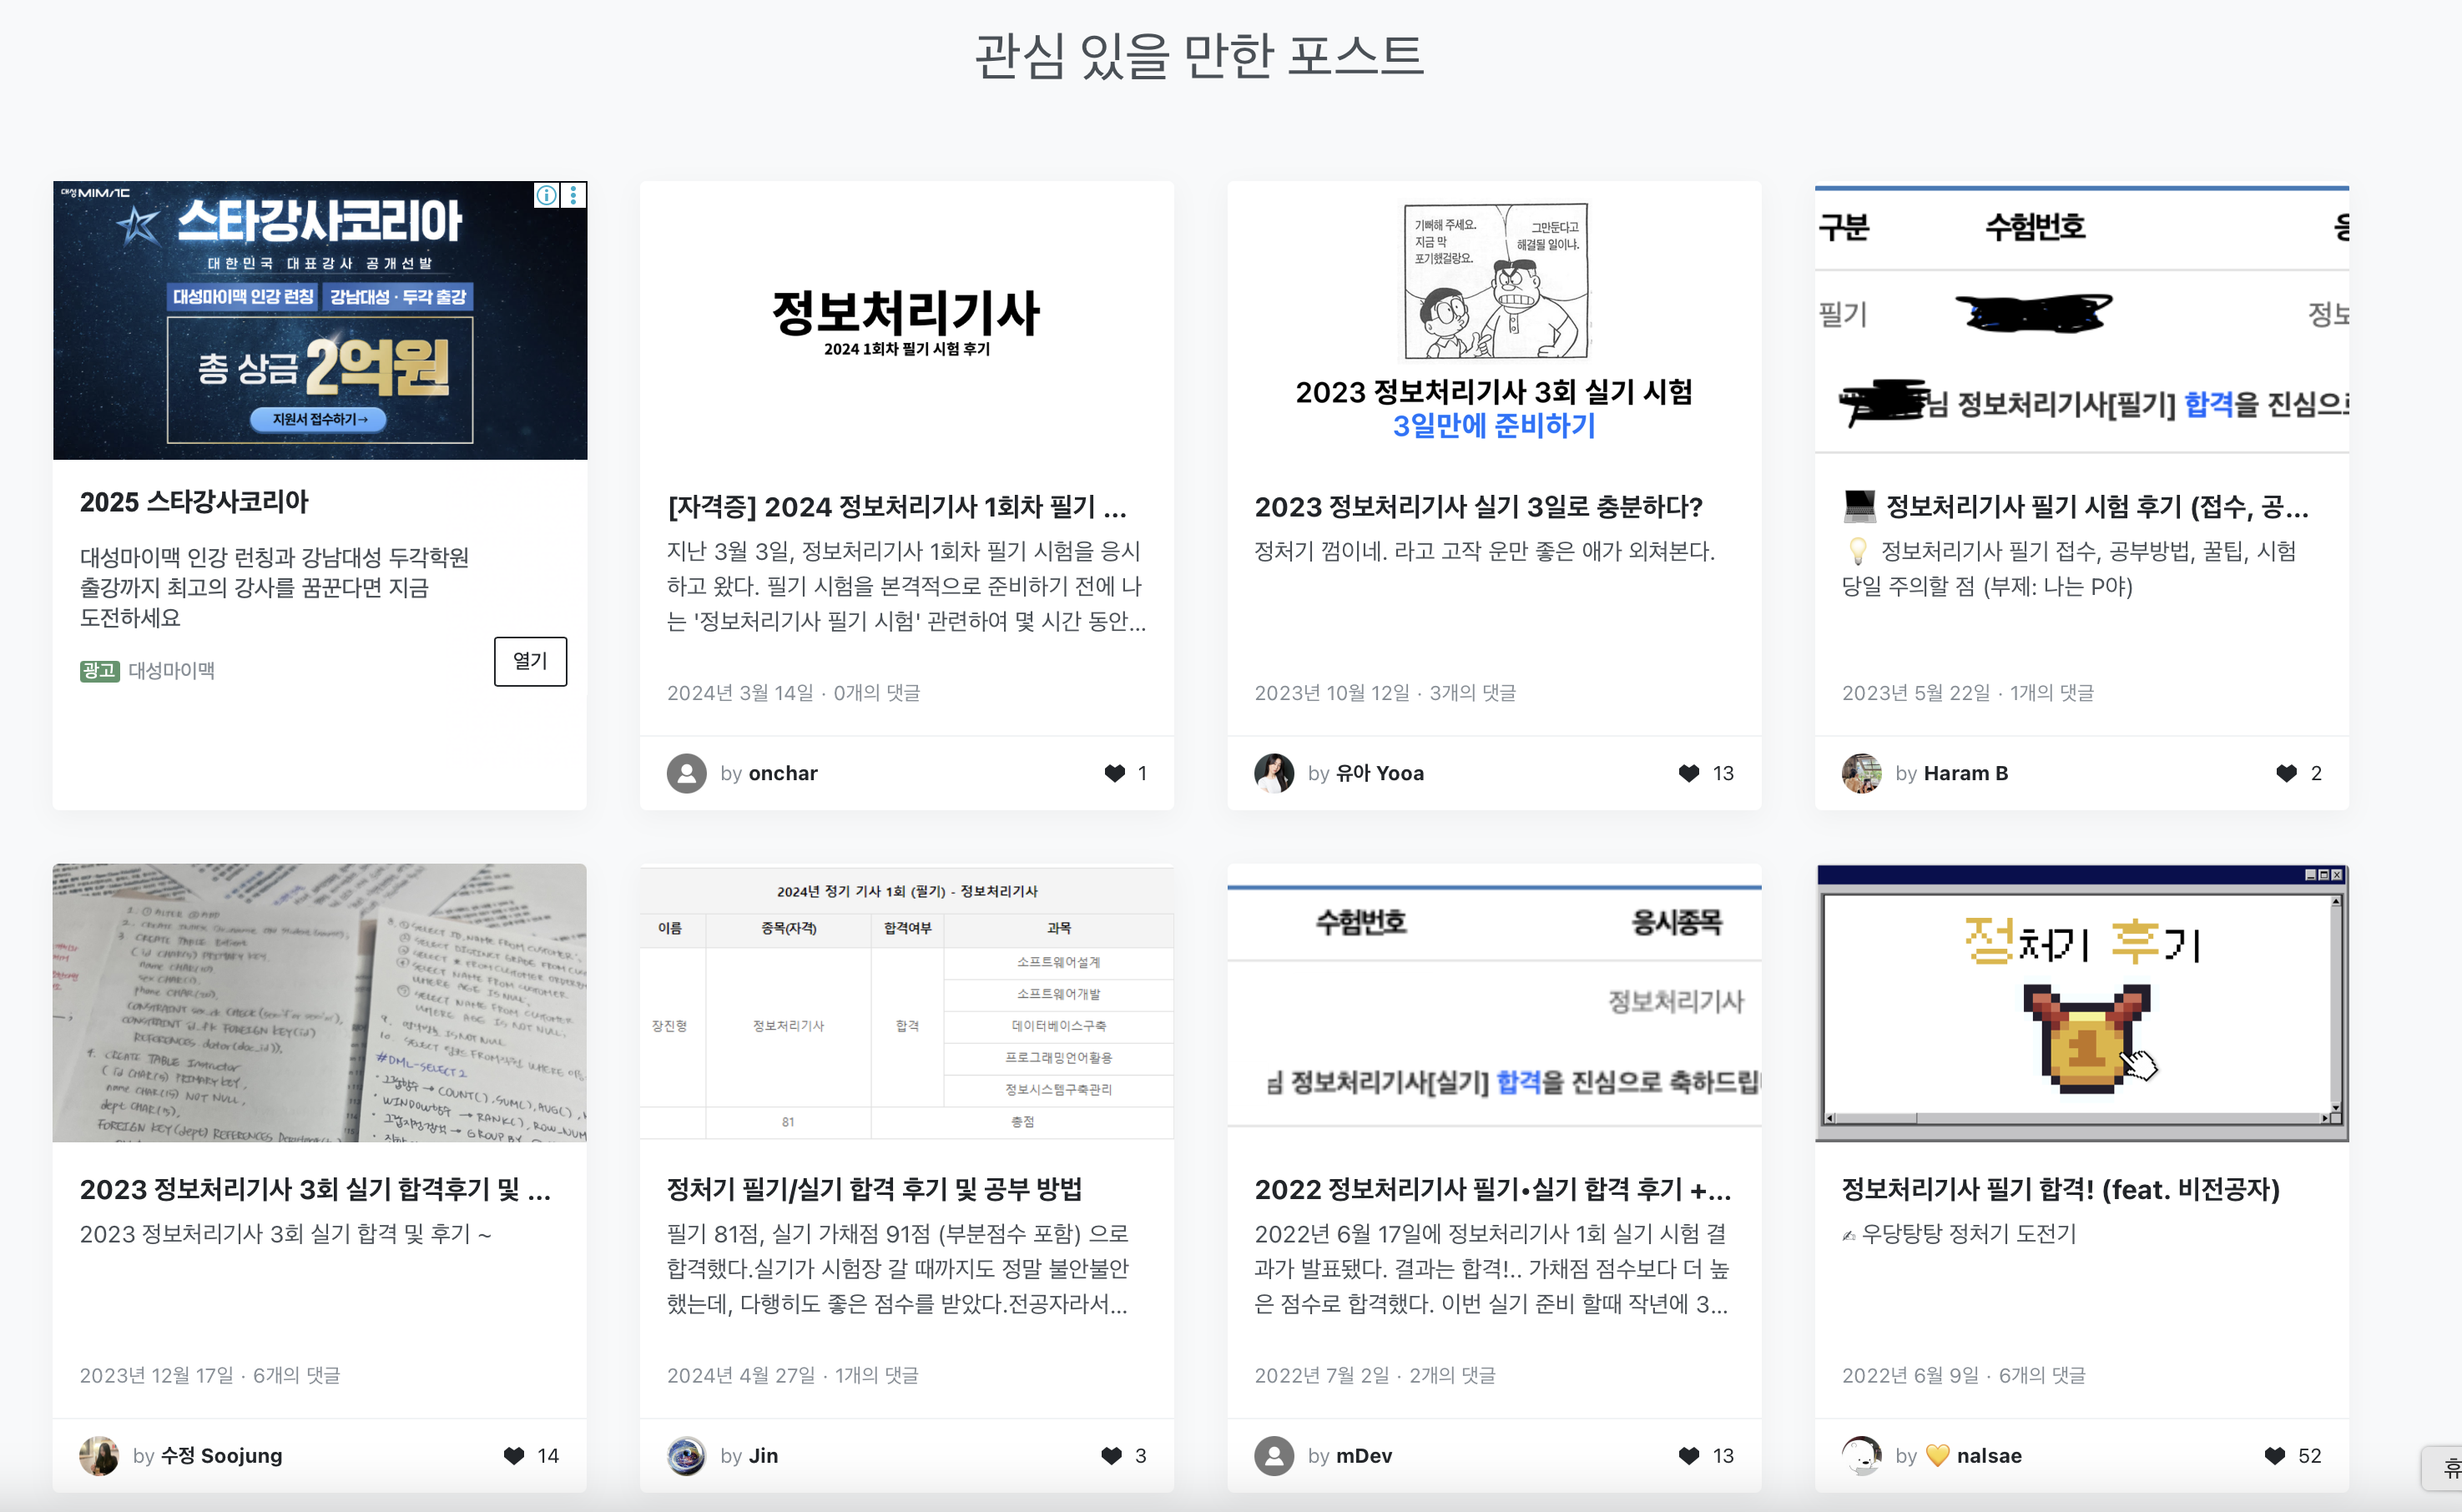 관심 있을 만한 포스트
대성MIMAC
스타강사코리아
대한민국 대표강사 공개선발
대성마이맥 인강 런칭 강남대성·두각 출강
총 상금 2억원
지원서 접수하기→
2025 스타강사코리아
대성마이맥 인강 런칭과 강남대성 두각학원
출강까지 최고의 강사를 꿈꾼다면 지금
도전하세요
광고 대성마이맥
열기
정보처리기사
2024 1회차 필기 시험 후기
[자격증] 2024 정보처리기사 1회차 필기 ...
지난 3월 3일, 정보처리기사 1회차 필기 시험을 응시
하고 왔다. 필기 시험을 본격적으로 준비하기 전에 나
는 '정보처리기사 필기 시험' 관련하여 몇 시간 동안...
2024년 3월 14일 · 0개의 댓글
by onchar
1
기뻐해 주세요.
지금 막
포기했걸랑요.
그만둔다고
해결될 일이냐.
2023 정보처리기사 3회 실기 시험
3일만에 준비하기
2023 정보처리기사 실기 3일로 충분하다?
정처기 껌이네. 라고 고작 운만 좋은 애가 외쳐본다.
2023년 10월 12일 · 3개의 댓글
by 유아 Yooa
13
구분 수험번호
필기 정보
님 정보처리기사[필기] 합격을 진심으로
💻 정보처리기사 필기 시험 후기 (접수, 공...
💡 정보처리기사 필기 접수, 공부방법, 꿀팁, 시험
당일 주의할 점 (부제: 나는 P야)
2023년 5월 22일 · 1개의 댓글
by Haram B
2
#DML-SELECT 2
2023 정보처리기사 3회 실기 합격후기 및 ...
2023 정보처리기사 3회 실기 합격 및 후기 ~
2023년 12월 17일 · 6개의 댓글
by 수정 Soojung
14
2024년 정기 기사 1회 (필기) - 정보처리기사
이름 종목(자격) 합격여부 과목
소프트웨어설계
소프트웨어개발
장진형 정보처리기사 합격 데이터베이스구축
프로그래밍언어활용
정보시스템구축관리
81 총점
정처기 필기/실기 합격 후기 및 공부 방법
필기 81점, 실기 가채점 91점 (부분점수 포함) 으로
합격했다.실기가 시험장 갈 때까지도 정말 불안불안
했는데, 다행히도 좋은 점수를 받았다.전공자라서...
2024년 4월 27일 · 1개의 댓글
by Jin
3
수험번호 응시종목
정보처리기사
님 정보처리기사[실기] 합격을 진심으로 축하드립
2022 정보처리기사 필기•실기 합격 후기 +...
2022년 6월 17일에 정보처리기사 1회 실기 시험 결
과가 발표됐다. 결과는 합격!.. 가채점 점수보다 더 높
은 점수로 합격했다. 이번 실기 준비 할때 작년에 3...
2022년 7월 2일 · 2개의 댓글
by mDev
13
정처기 후기
1
정보처리기사 필기 합격! (feat. 비전공자)
✍ 우당탕탕 정처기 도전기
2022년 6월 9일 · 6개의 댓글
by 💛 nalsae
52
휴